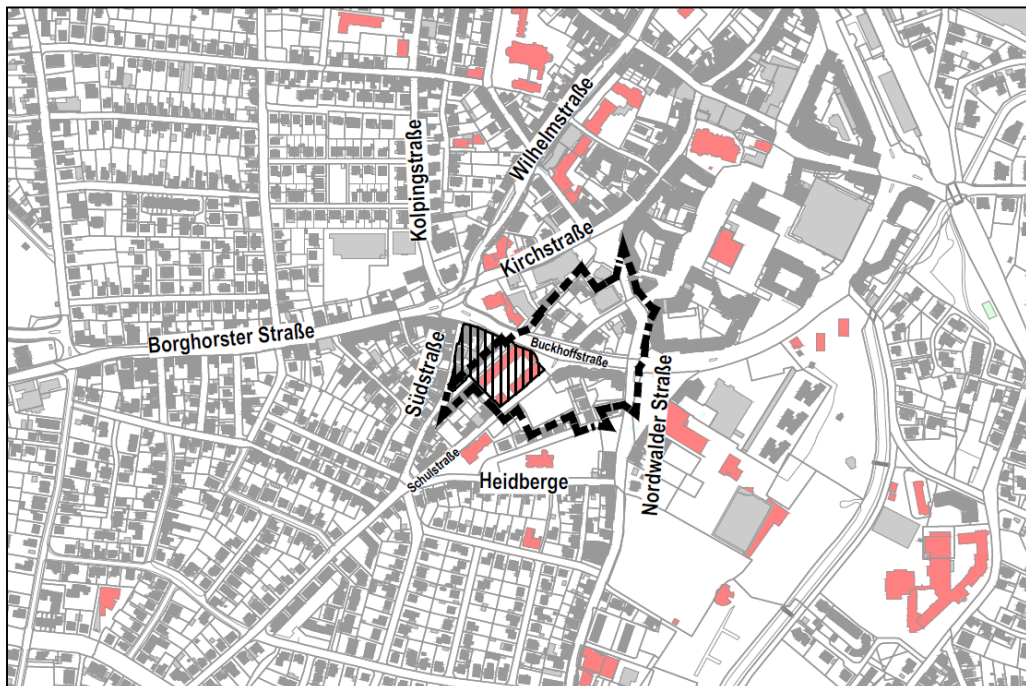 Wilhelmstraße
Kolpingstraße
Kirchstraße
Borghorster Straße
Buckhoffstraße
Südstraße
Nordwalder Straße
Schulstraße
Heidberge